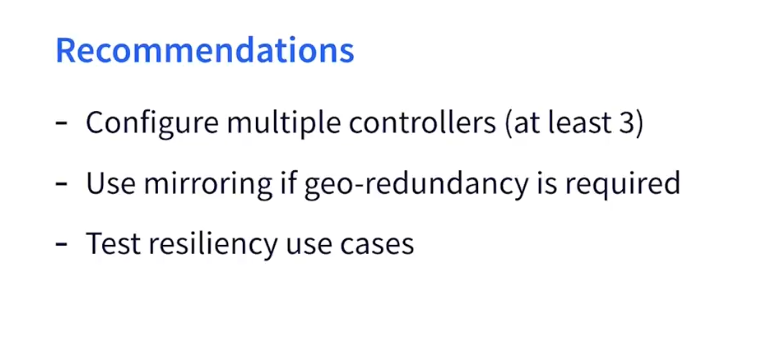 Recommendations
- Configure multiple controllers (at least 3)
- Use mirroring if geo-redundancy is required
- Test resiliency use cases